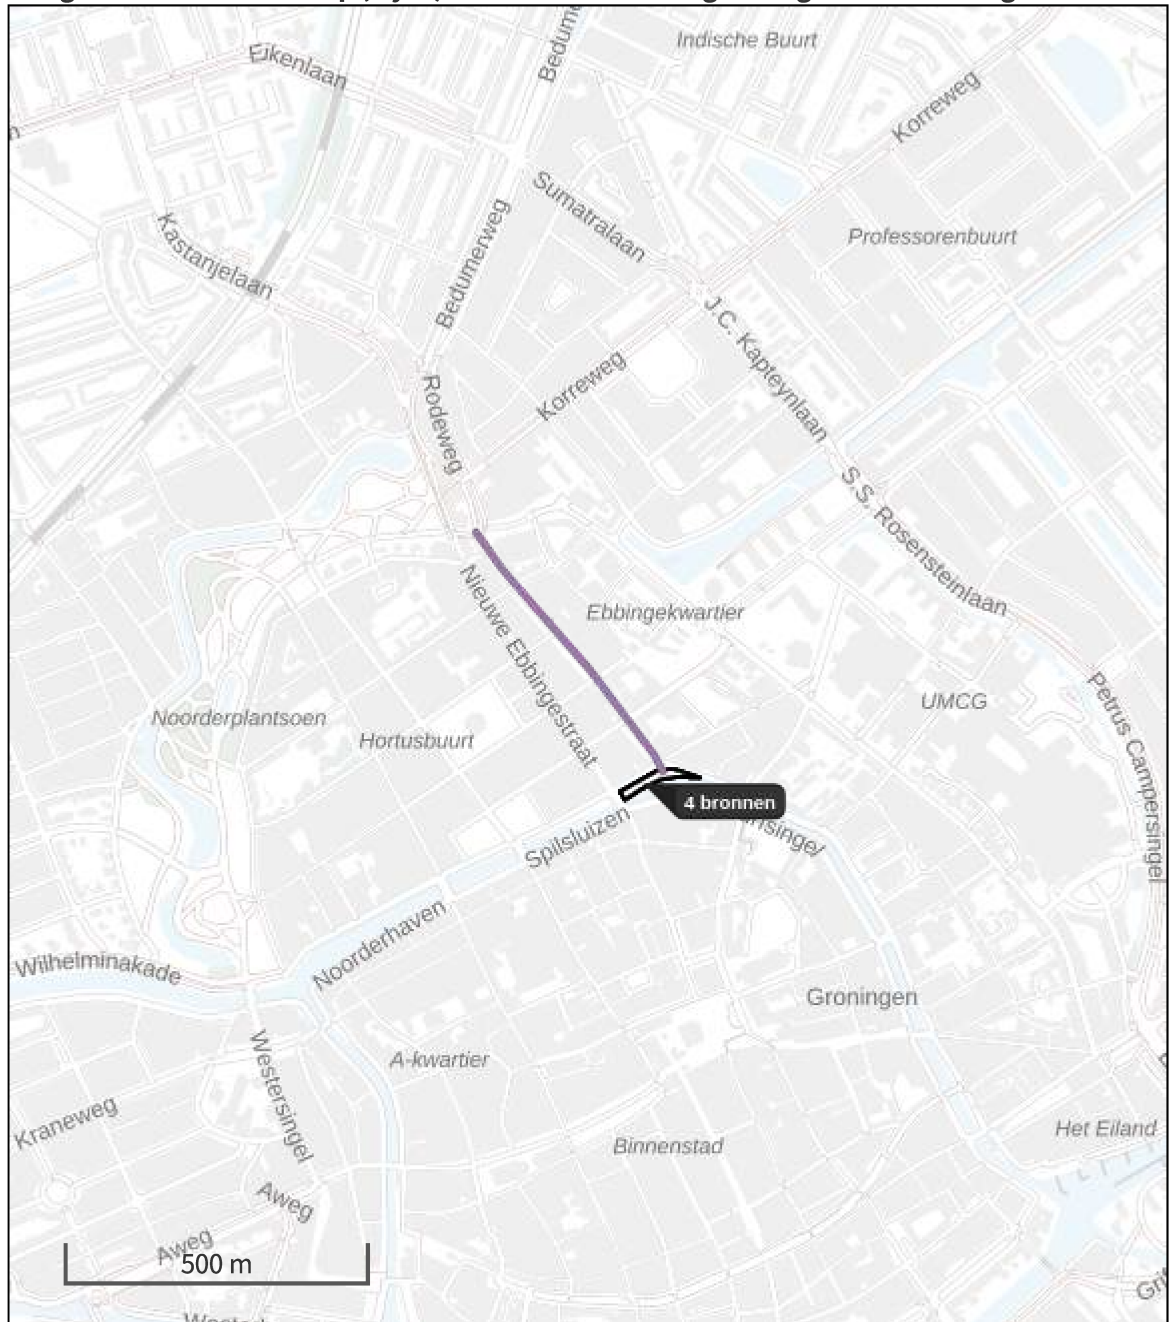 Eikenlaan
Bedume
Indische Buurt
Korreweg
Sumatralaan
Kastanjelaan
Bedumerweg
Professorenbuurt
J.C. Kapteynlaan
Korreweg
Rodeweg
S.S. Rosensteinlaan
Nieuwe Ebbingestraat
Ebbingekwartier
Petrus Campersingel
UMCG
Noorderplantsoen
Hortusbuurt
4 bronnen
Spilsluizen
Noorderhaven
Wilhelminakade
Groningen
Westersingel
A-kwartier
Kraneweg
Het Eiland
Binnenstad
Aweg
Aweg
500 m